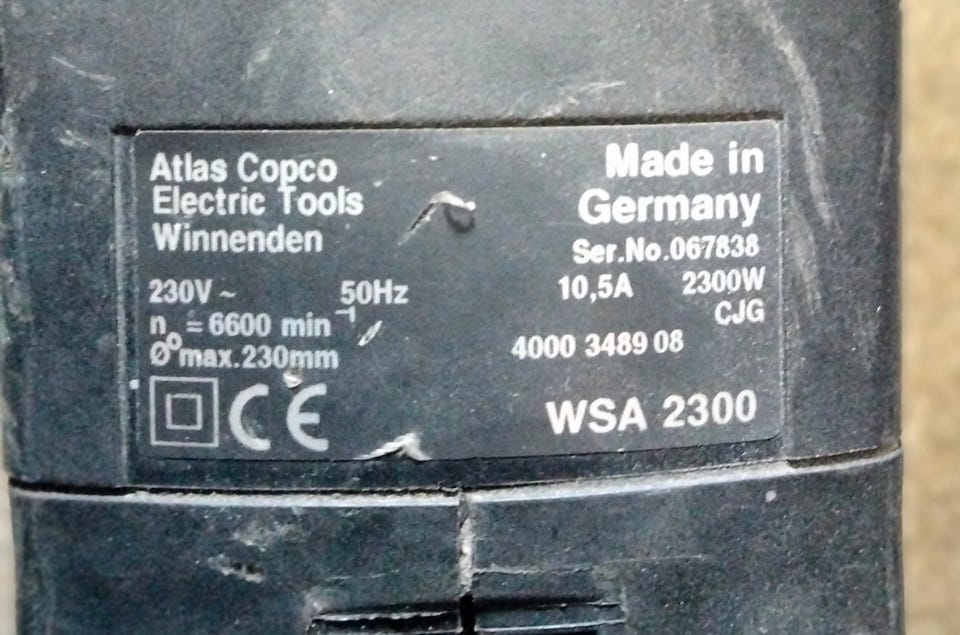 Atlas Copco
Electric Tools
Winnenden
Made in
Germany
Ser.No.067838
230V ~ 50Hz
10,5A 2300W
CJG
n₀ = 6600 min⁻¹
Ømax.230mm
4000 3489 08
CE
WSA 2300